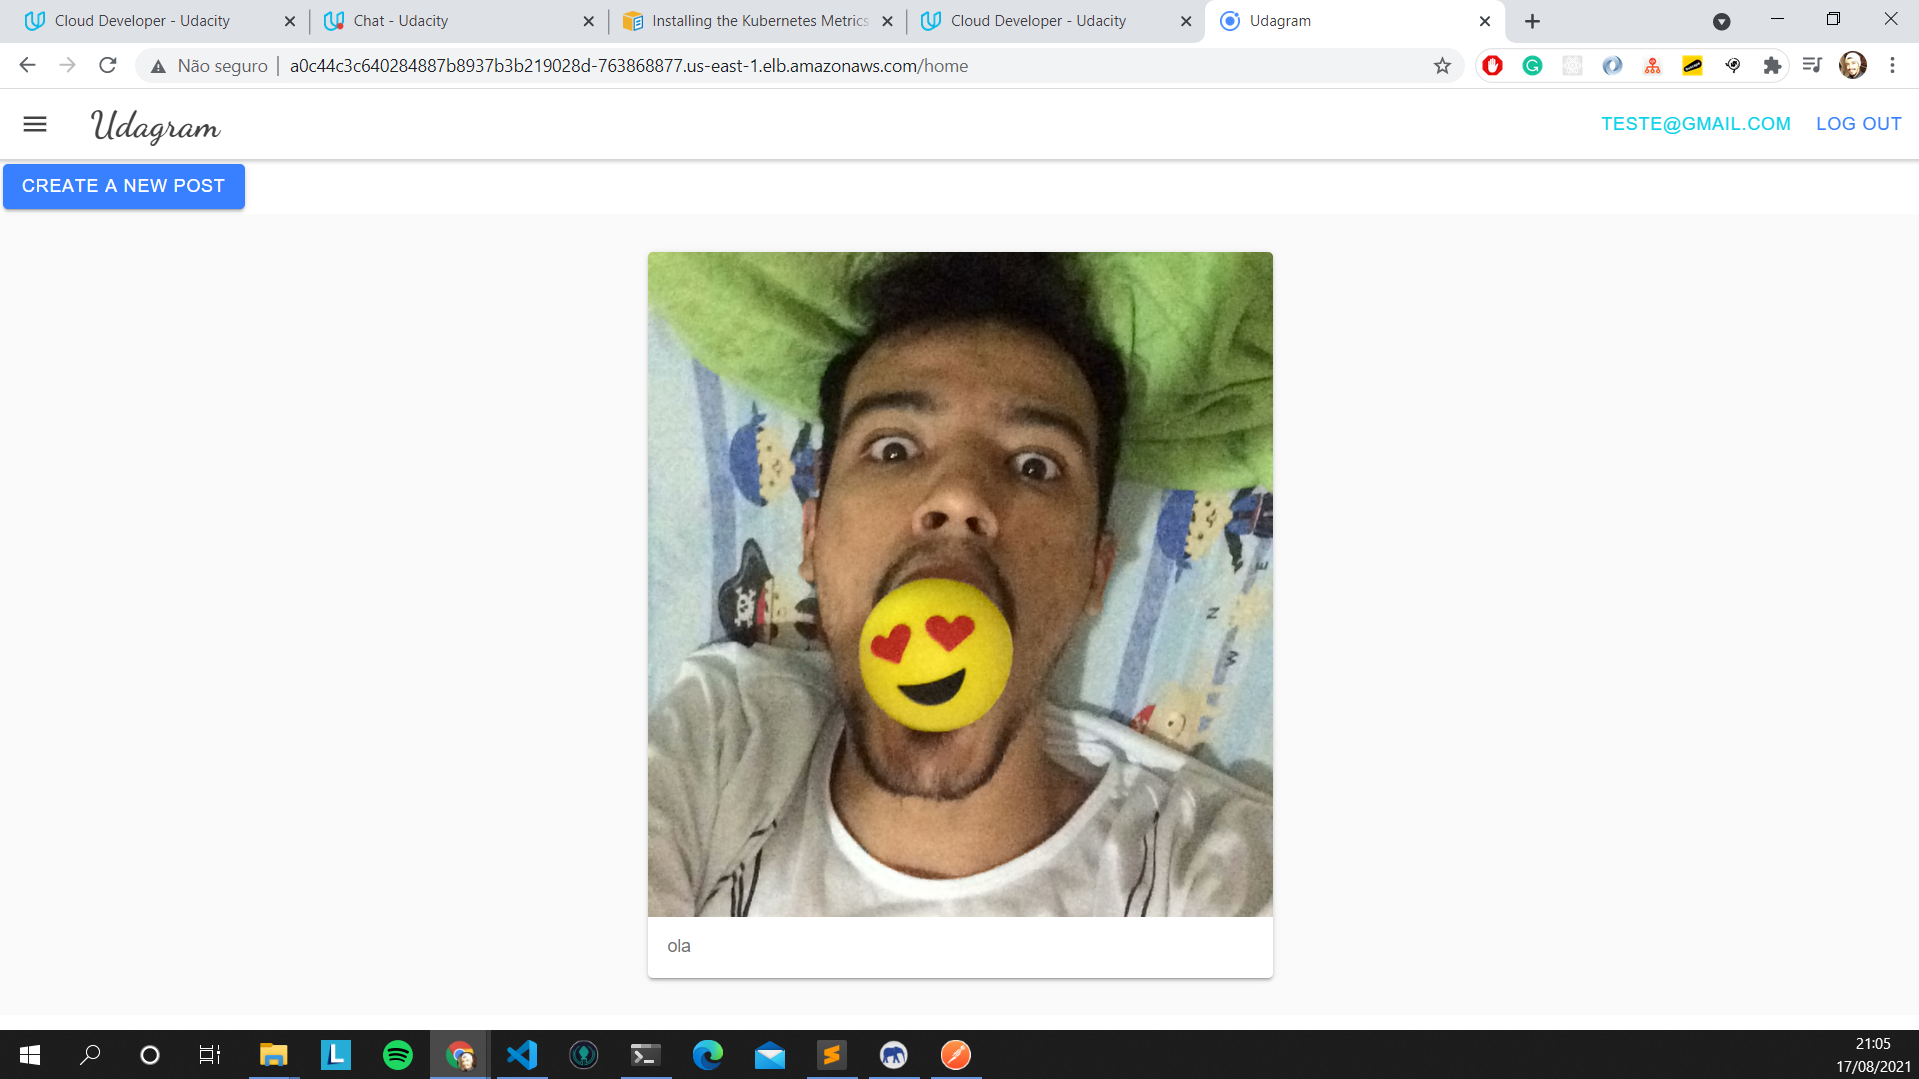 Cloud Developer - Udacity
Chat - Udacity
Installing the Kubernetes Metrics
Cloud Developer - Udacity
Udagram
Não seguro
a0c44c3c640284887b8937b3b219028d-763868877.us-east-1.elb.amazonaws.com/home
Udagram
TESTE@GMAIL.COM
LOG OUT
CREATE A NEW POST
ola
21:05
17/08/2021